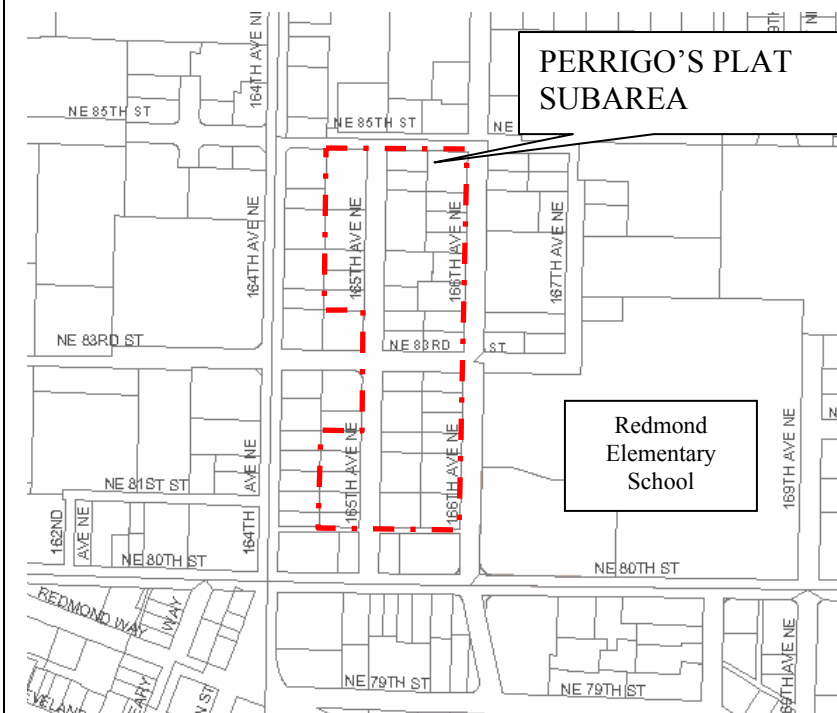 PERRIGO'S PLAT
SUBAREA
164TH AVE NE
NE 85TH ST
NE 85TH ST
NE
164TH AVE NE
165TH AVE NE
166TH AVE NE
167TH AVE NE
NE 83RD ST
NE 83RD ST
Redmond
Elementary
School
169TH AVE NE
N
AVE NE
165TH AVE NE
166TH AVE NE
NE 81ST ST
162ND
AVE NE
164TH
NE 80TH ST
NE 80TH ST
REDMOND WAY
WAY
NE 79TH ST
NE 79TH ST
69TH AVE NE